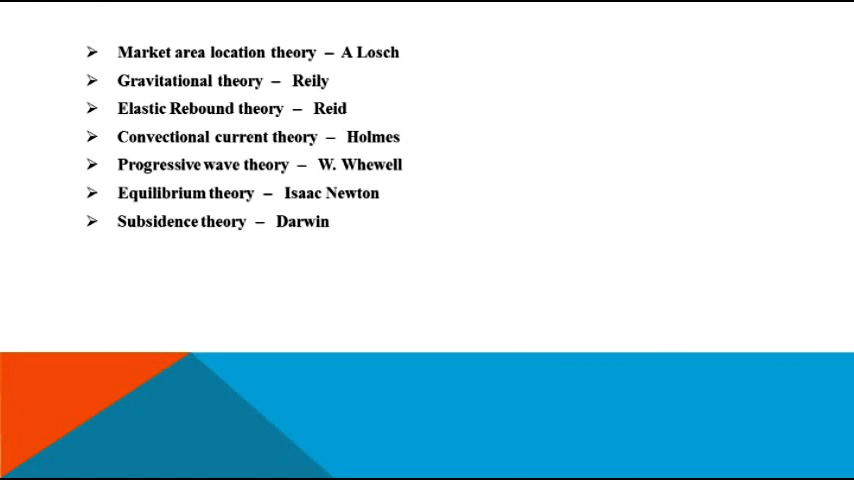 ➢ Market area location theory – A Losch
➢ Gravitational theory – Reily
➢ Elastic Rebound theory – Reid
➢ Convectional current theory – Holmes
➢ Progressive wave theory – W. Whewell
➢ Equilibrium theory – Isaac Newton
➢ Subsidence theory – Darwin